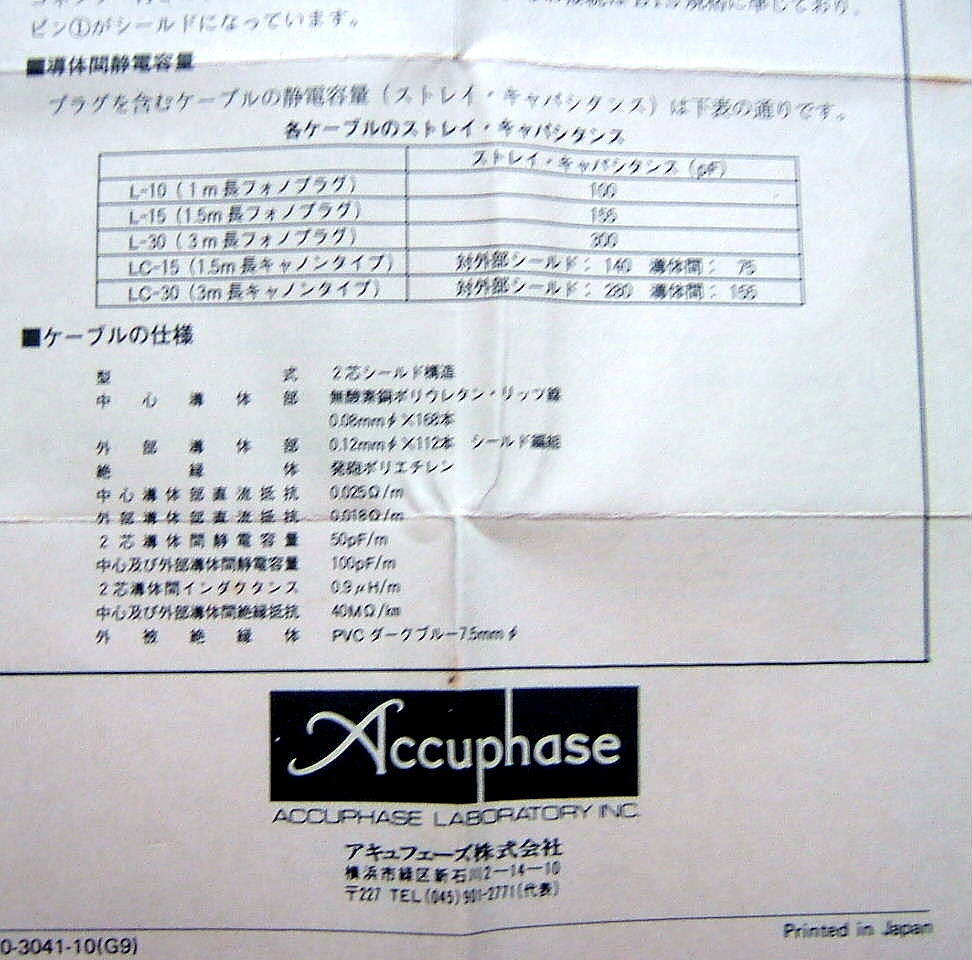 ピン①がシールドになっています。
■導体間静電容量
プラグを含むケーブルの静電容量（ストレイ・キャパシタンス）は下表の通りです。
各ケーブルのストレイ・キャパシタンス
ストレイ・キャパシタンス（pF）
L-10（1m長フォノプラグ） 100
L-15（1.5m長フォノプラグ） 155
L-30（3m長フォノプラグ） 300
LC-15（1.5m長キャノンタイプ） 対外部シールド： 140 導体間： 75
LC-30（3m長キャノンタイプ） 対外部シールド： 280 導体間： 155
■ケーブルの仕様
型式 2芯シールド構造
中心導体部 無酸素銅ポリウレタン・リッツ線
0.08mmφ×168本
外部導体部 0.12mmφ×112本 シールド編組
絶縁体 発砲ポリエチレン
中心導体部直流抵抗 0.025Ω/m
外部導体部直流抵抗 0.018Ω/m
2芯導体間静電容量 50pF/m
中心及び外部導体間静電容量 100pF/m
2芯導体間インダクタンス 0.9μH/m
中心及び外部導体間絶縁抵抗 40MΩ/km
外被絶縁体 PVCダークブルー7.5mmφ
Accuphase
ACCUPHASE LABORATORY INC.
アキュフェーズ株式会社
横浜市緑区新石川2-14-10
〒227 TEL(045)901-2771(代表)
Printed in Japan
0-3041-10(G9)